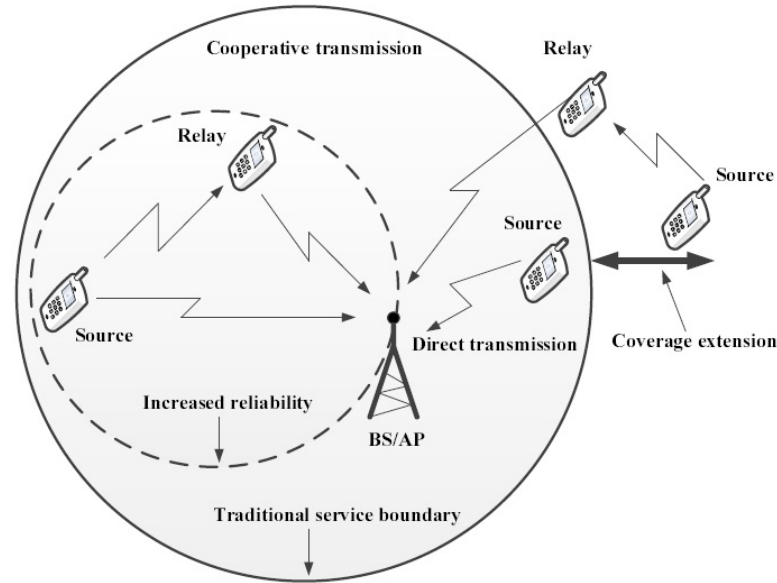 Cooperative transmission
Relay
Relay
Source
Source
Source
Direct transmission
Coverage extension
Increased reliability
BS/AP
Traditional service boundary